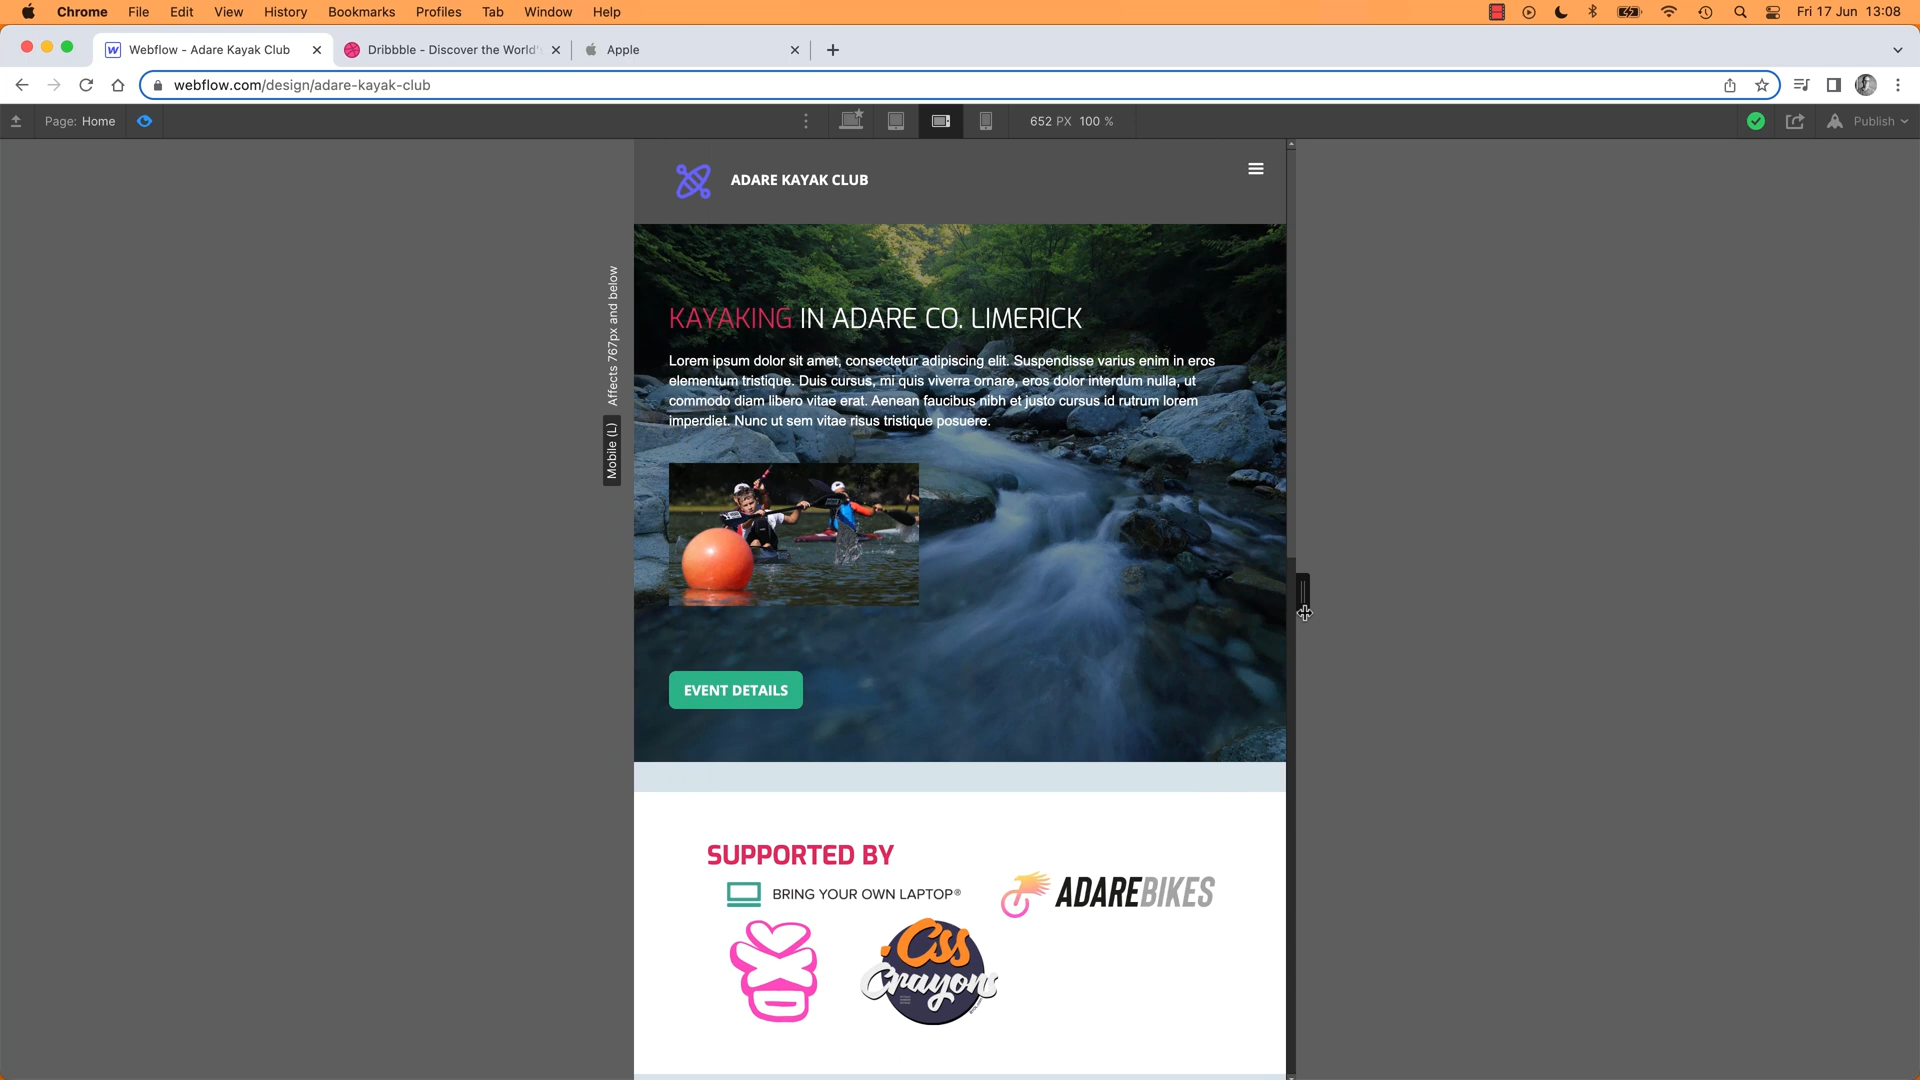 Chrome File Edit View History Bookmarks Profiles Tab Window Help Fri 17 Jun 13:08
Webflow - Adare Kayak Club
Dribbble - Discover the World's
Apple
webflow.com/design/adare-kayak-club
Page: Home
652 PX 100 %
Publish
ADARE KAYAK CLUB
Affects 767px and below
Mobile (L)
KAYAKING IN ADARE CO. LIMERICK
Lorem ipsum dolor sit amet, consectetur adipiscing elit. Suspendisse varius enim in eros
elementum tristique. Duis cursus, mi quis viverra ornare, eros dolor interdum nulla, ut
commodo diam libero vitae erat. Aenean faucibus nibh et justo cursus id rutrum lorem
imperdiet. Nunc ut sem vitae risus tristique posuere.
EVENT DETAILS
SUPPORTED BY
BRING YOUR OWN LAPTOP®
ADAREBIKES
Css
Crayons